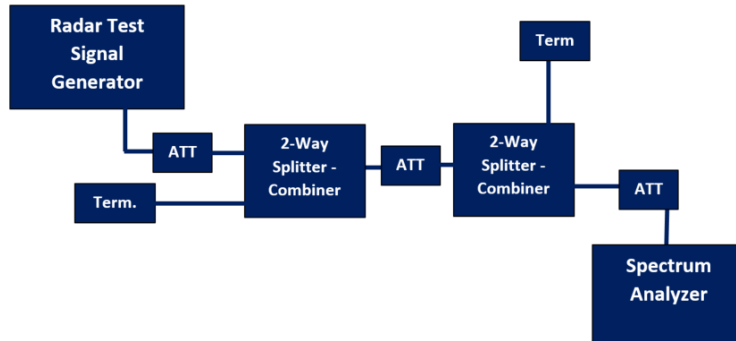 Radar Test
Signal
Generator
Term
ATT
2-Way
Splitter -
Combiner
ATT
2-Way
Splitter -
Combiner
ATT
Term.
Spectrum
Analyzer